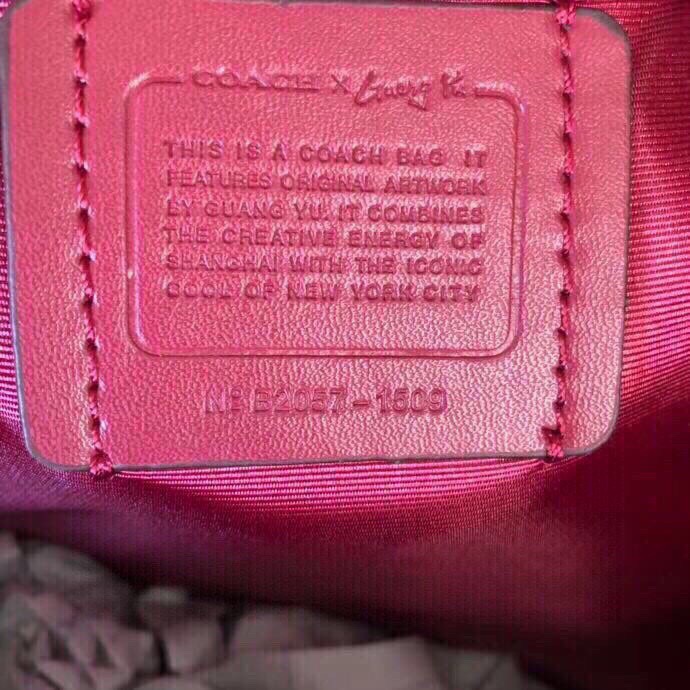 COACH X Guang Yu
THIS IS A COACH BAG IT
FEATURES ORIGINAL ARTWORK
BY GUANG YU. IT COMBINES
THE CREATIVE ENERGY OF
SHANGHAI WITH THE ICONIC
COOL OF NEW YORK CITY
Nº B2057-1509